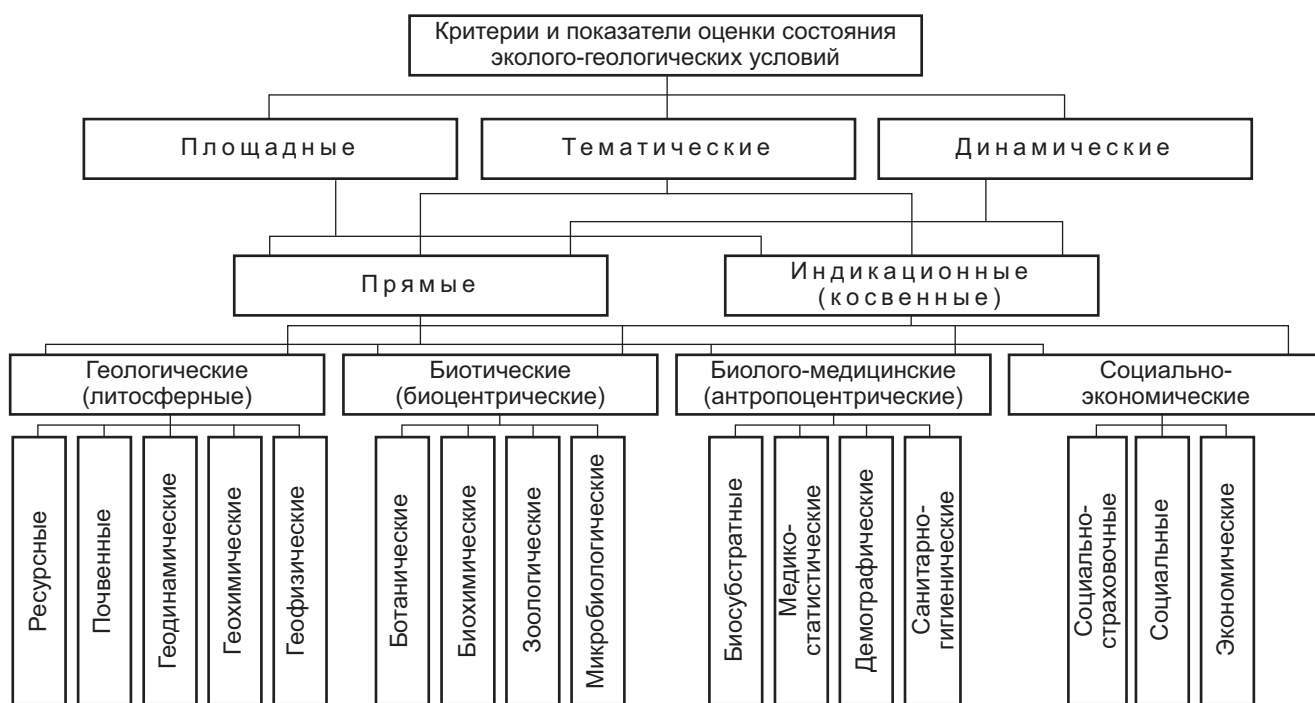 Критерии и показатели оценки состояния
эколого-геологических условий
Площадные
Тематические
Динамические
Прямые
Индикационные
(косвенные)
Геологические
(литосферные)
Биотические
(биоцентрические)
Биолого-медицинские
(антропоцентрические)
Социально-
экономические
Ресурсные
Почвенные
Геодинамические
Геохимические
Геофизические
Ботанические
Биохимические
Зоологические
Микробиологические
Биосубстратные
Медико-
статистические
Демографические
Санитарно-
гигиенические
Социально-
страховочные
Социальные
Экономические